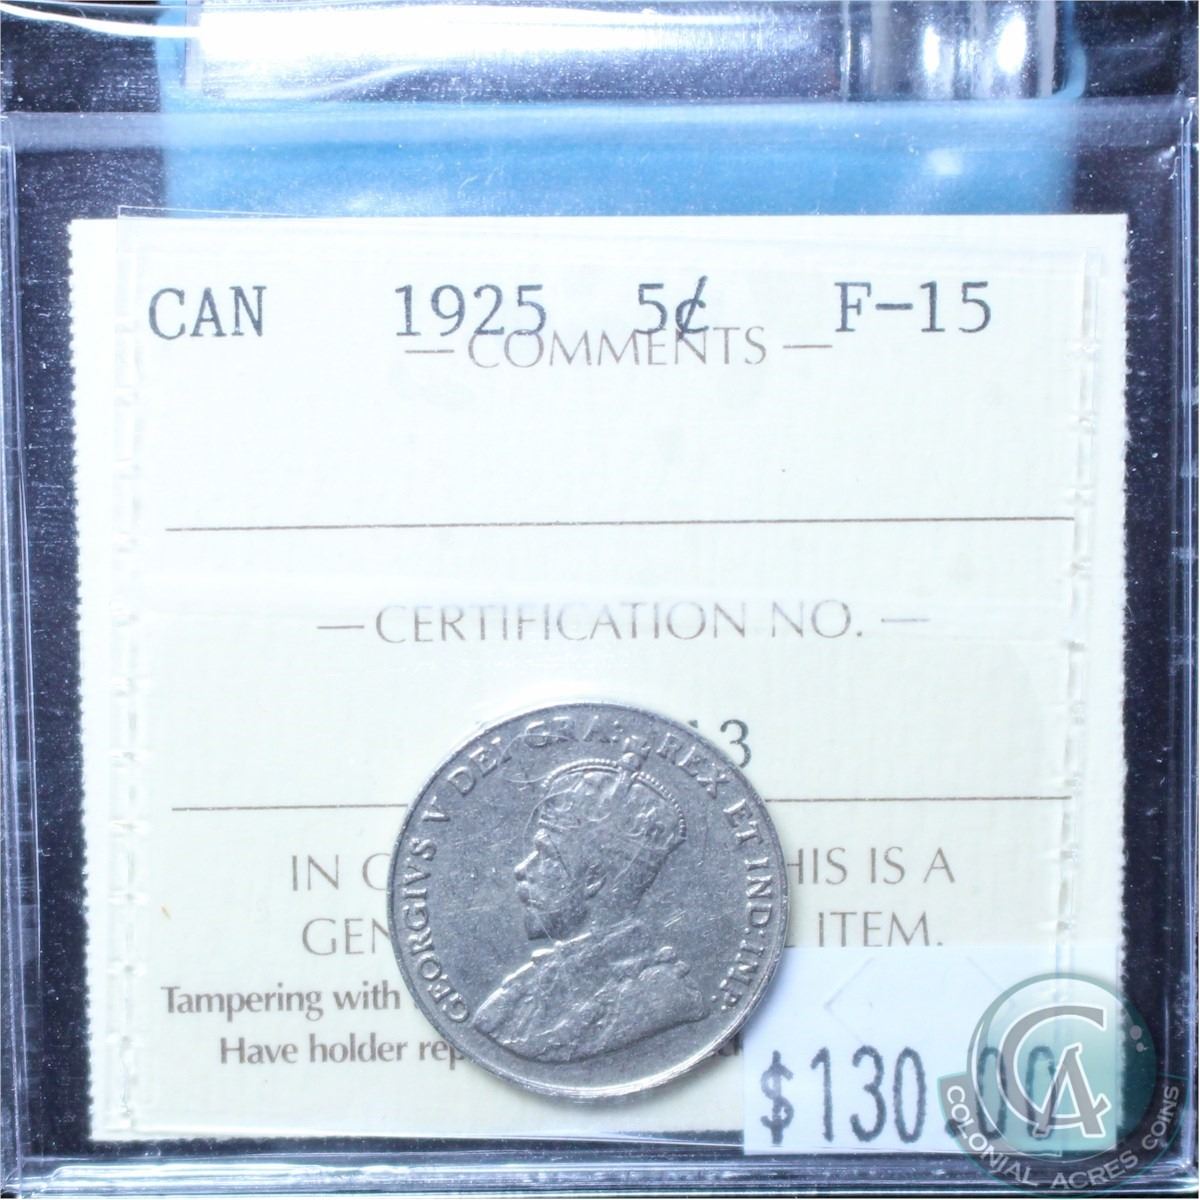 CAN 1925 5¢ F-15
— COMMENTS —
— CERTIFICATION NO. —
13
GEORGIVS V DEI GRA: REX ET IND: IMP:
IN HIS IS A
GEN ITEM.
Tampering with
Have holder
$130.00
CA
COLONIAL ACRES COINS